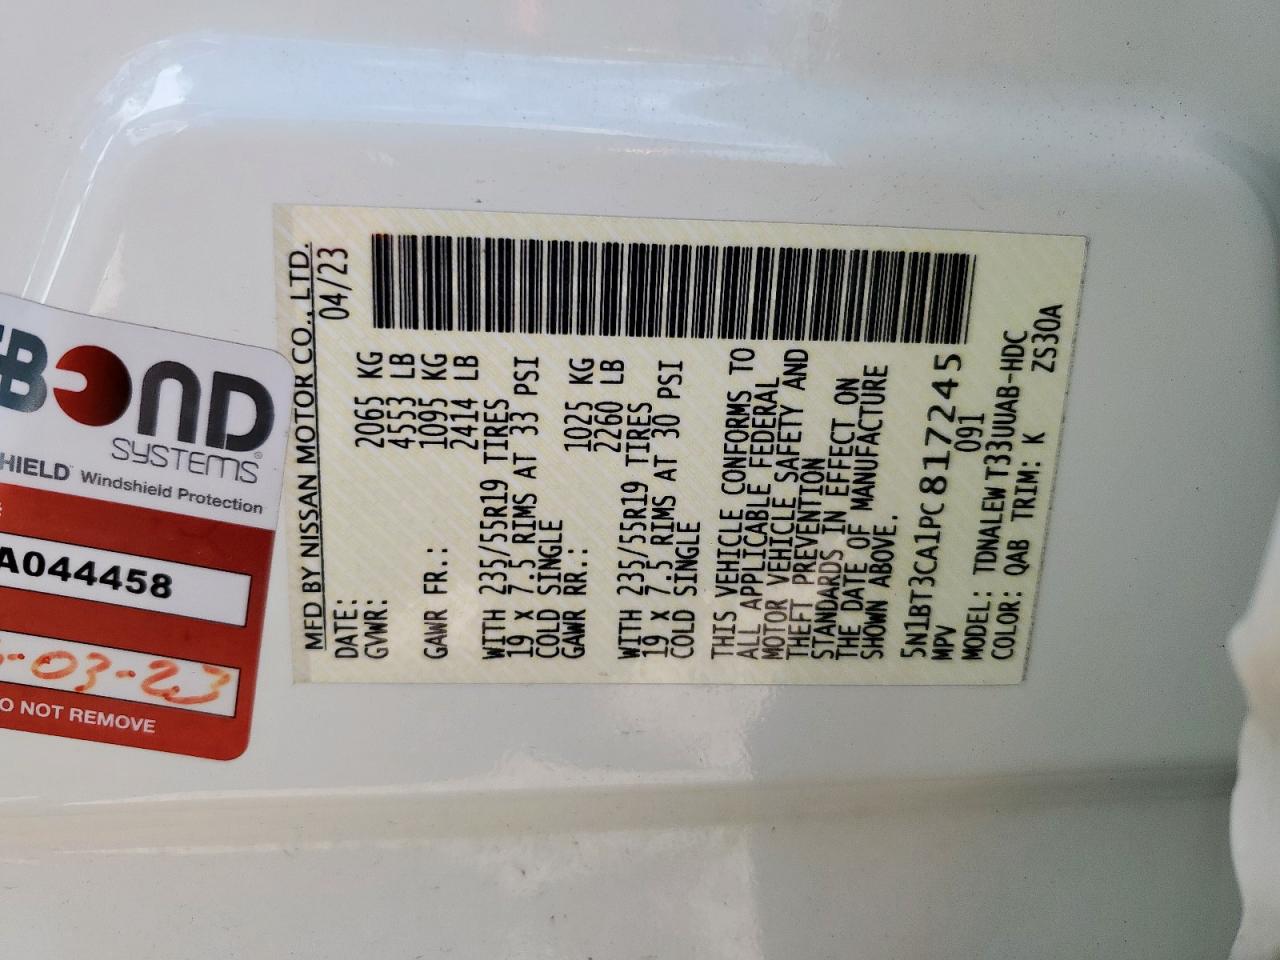 MFD BY NISSAN MOTOR CO., LTD.
DATE: 04/23
GVWR: 2065 KG
4553 LB
GAWR FR.: 1095 KG
2414 LB
WITH 235/55R19 TIRES
19 X 7.5 RIMS AT 33 PSI
COLD SINGLE
GAWR RR.: 1025 KG
2260 LB
WITH 235/55R19 TIRES
19 X 7.5 RIMS AT 30 PSI
COLD SINGLE
THIS VEHICLE CONFORMS TO
ALL APPLICABLE FEDERAL
MOTOR VEHICLE SAFETY AND
THEFT PREVENTION
STANDARDS IN EFFECT ON
THE DATE OF MANUFACTURE
SHOWN ABOVE.
5N1BT3CA1PC817245
MPV 091
MODEL: TDNALEWT33UUAB-HDC
COLOR: QAB TRIM: K ZS30A
BOND
SYSTEMS®
HIELD Windshield Protection
A044458
-03-23
O NOT REMOVE